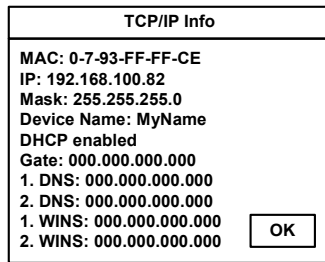 TCP/IP Info
MAC: 0-7-93-FF-FF-CE
IP: 192.168.100.82
Mask: 255.255.255.0
Device Name: MyName
DHCP enabled
Gate: 000.000.000.000
1. DNS: 000.000.000.000
2. DNS: 000.000.000.000
1. WINS: 000.000.000.000
2. WINS: 000.000.000.000
OK